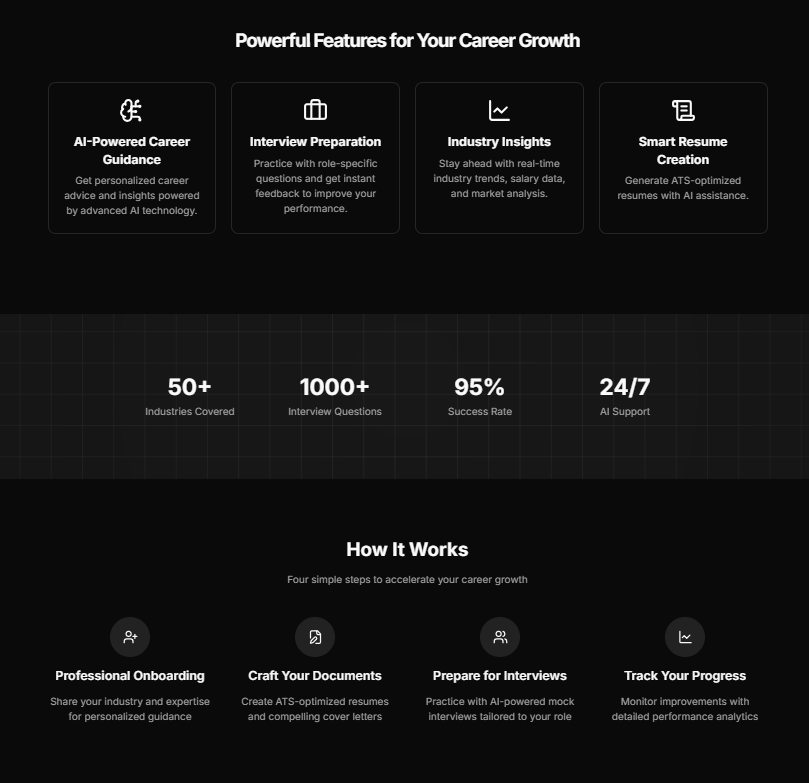 Powerful Features for Your Career Growth
AI-Powered Career
Guidance
Get personalized career
advice and insights powered
by advanced AI technology.
Interview Preparation
Practice with role-specific
questions and get instant
feedback to improve your
performance.
Industry Insights
Stay ahead with real-time
industry trends, salary data,
and market analysis.
Smart Resume
Creation
Generate ATS-optimized
resumes with AI assistance.
50+
Industries Covered
1000+
Interview Questions
95%
Success Rate
24/7
AI Support
How It Works
Four simple steps to accelerate your career growth
Professional Onboarding
Share your industry and expertise
for personalized guidance
Craft Your Documents
Create ATS-optimized resumes
and compelling cover letters
Prepare for Interviews
Practice with AI-powered mock
interviews tailored to your role
Track Your Progress
Monitor improvements with
detailed performance analytics